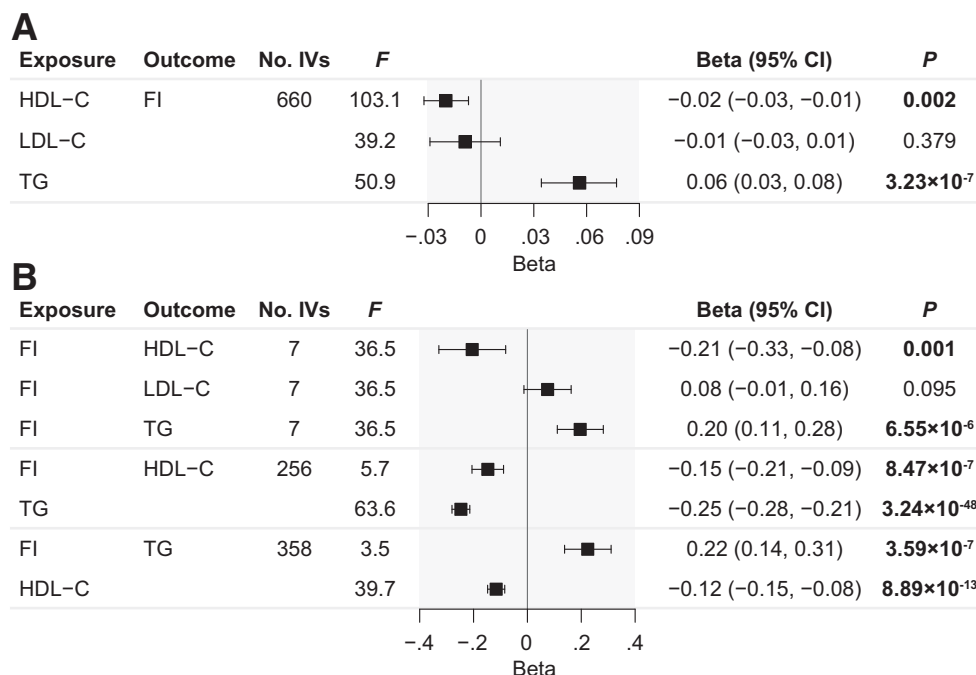 A
Exposure Outcome No. IVs F Beta (95% CI) P
HDL−C FI 660 103.1 −0.02 (−0.03, −0.01) 0.002
LDL−C 39.2 −0.01 (−0.03, 0.01) 0.379
TG 50.9 0.06 (0.03, 0.08) 3.23×10⁻⁷
−.03 0 .03 .06 .09
Beta
B
Exposure Outcome No. IVs F Beta (95% CI) P
FI HDL−C 7 36.5 −0.21 (−0.33, −0.08) 0.001
FI LDL−C 7 36.5 0.08 (−0.01, 0.16) 0.095
FI TG 7 36.5 0.20 (0.11, 0.28) 6.55×10⁻⁶
FI HDL−C 256 5.7 −0.15 (−0.21, −0.09) 8.47×10⁻⁷
TG 63.6 −0.25 (−0.28, −0.21) 3.24×10⁻⁴⁸
FI TG 358 3.5 0.22 (0.14, 0.31) 3.59×10⁻⁷
HDL−C 39.7 −0.12 (−0.15, −0.08) 8.89×10⁻¹³
−.4 −.2 0 .2 .4
Beta